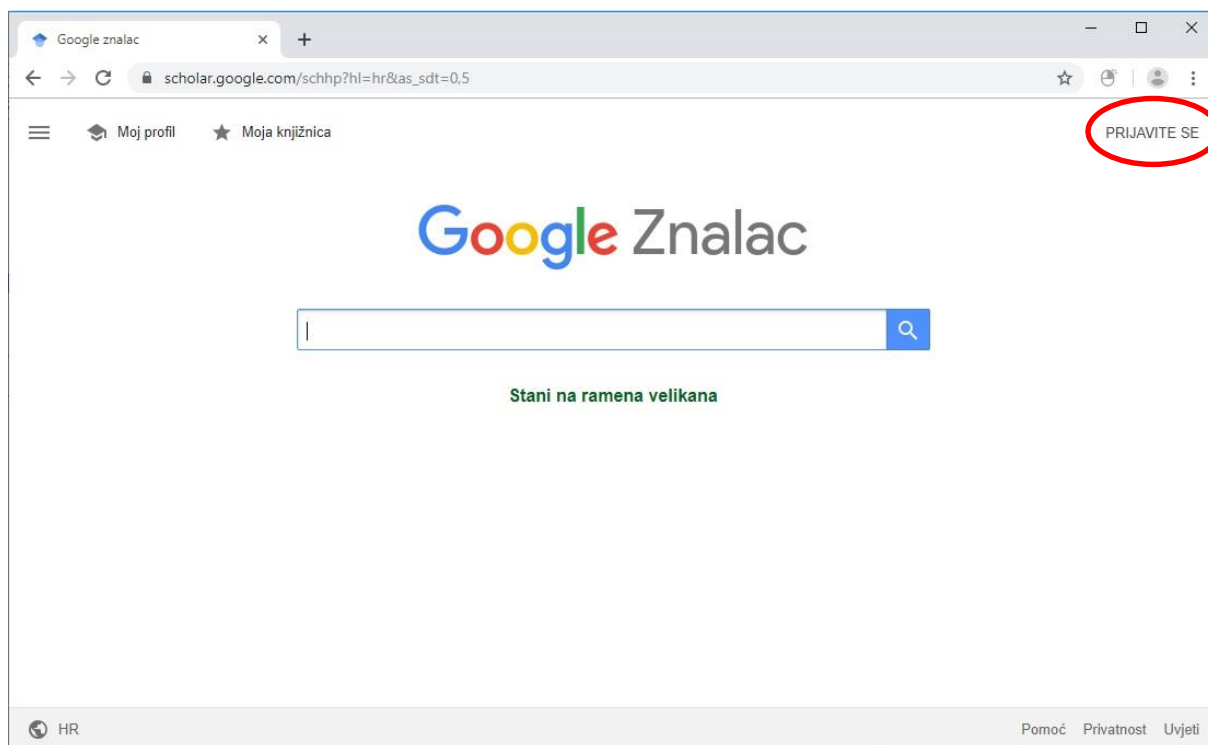 Google znalac
scholar.google.com/schhp?hl=hr&as_sdt=0,5
Moj profil Moja knjižnica PRIJAVITE SE
Google Znalac
Stani na ramena velikana
HR Pomoć Privatnost Uvjeti